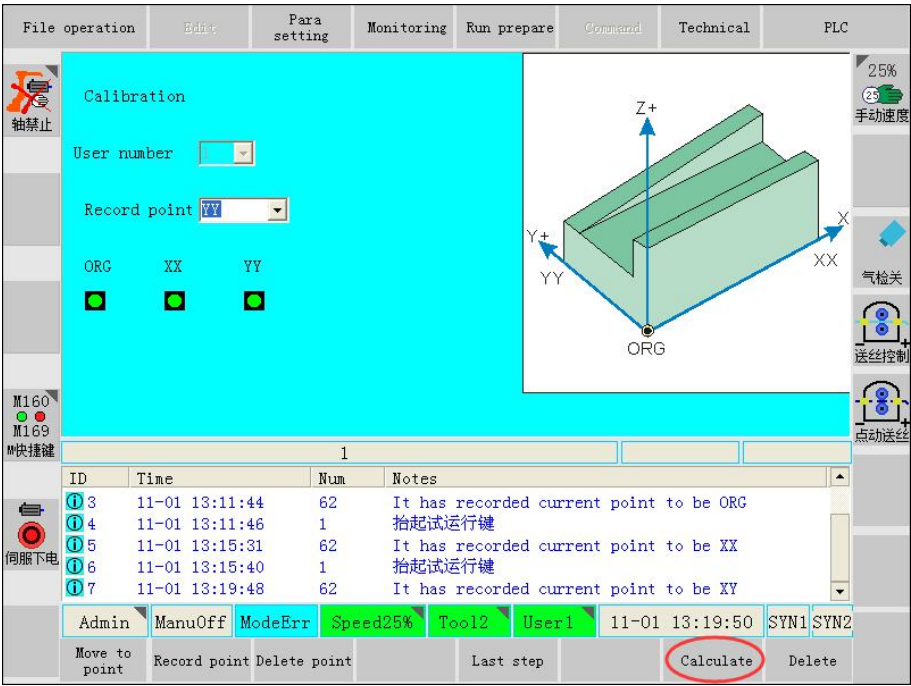 File operation
Edit
Para setting
Monitoring
Run prepare
Command
Technical
PLC
轴禁止
25%
25
手动速度
Calibration
User number 1
Record point YY
ORG XX YY
Z+
Y+
YY
X
XX
ORG
气检关
- +
送丝控制
- +
点动送丝
M160
M169
M快捷键
伺服下电
1
ID Time Num Notes
3 11-01 13:11:44 62 It has recorded current point to be ORG
4 11-01 13:11:46 1 抬起试运行键
5 11-01 13:15:31 62 It has recorded current point to be XX
6 11-01 13:15:40 1 抬起试运行键
7 11-01 13:19:48 62 It has recorded current point to be XY
Admin ManuOff ModeErr Speed25% Tool2 User1 11-01 13:19:50 SYN1 SYN2
Move to point
Record point
Delete point
Last step
Calculate
Delete